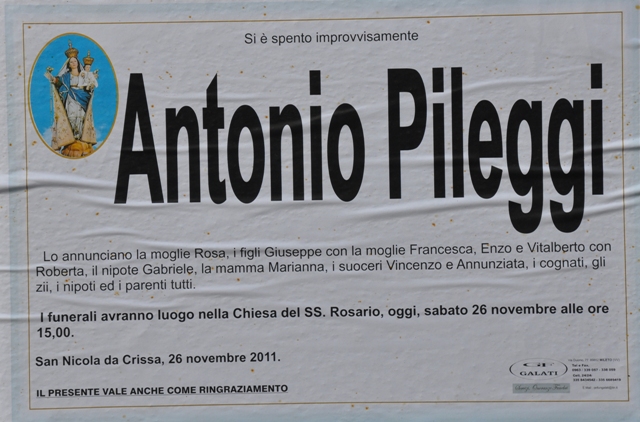 Si è spento improvvisamente
Antonio Pileggi
Lo annunciano la moglie Rosa, i figli Giuseppe con la moglie Francesca, Enzo e Vitalberto con
Roberta, il nipote Gabriele, la mamma Marianna, i suoceri Vincenzo e Annunziata, i cognati, gli
zii, i nipoti ed i parenti tutti.
I funerali avranno luogo nella Chiesa del SS. Rosario, oggi, sabato 26 novembre alle ore
15,00.
San Nicola da Crissa, 26 novembre 2011.
GALATI
IL PRESENTE VALE ANCHE COME RINGRAZIAMENTO